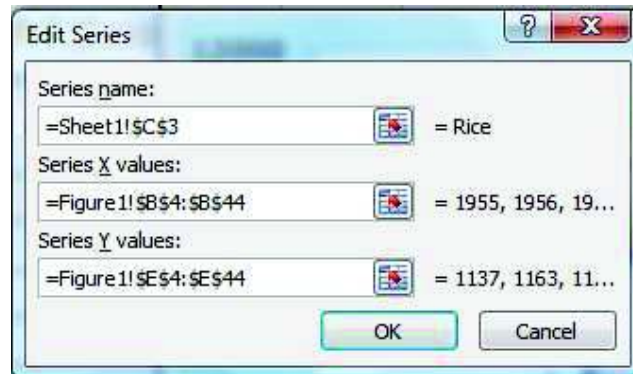 Edit Series
?
X
Series name:
=Sheet1!$C$3
= Rice
Series X values:
=Figure1!$B$4:$B$44
= 1955, 1956, 19...
Series Y values:
=Figure1!$E$4:$E$44
= 1137, 1163, 11...
OK
Cancel